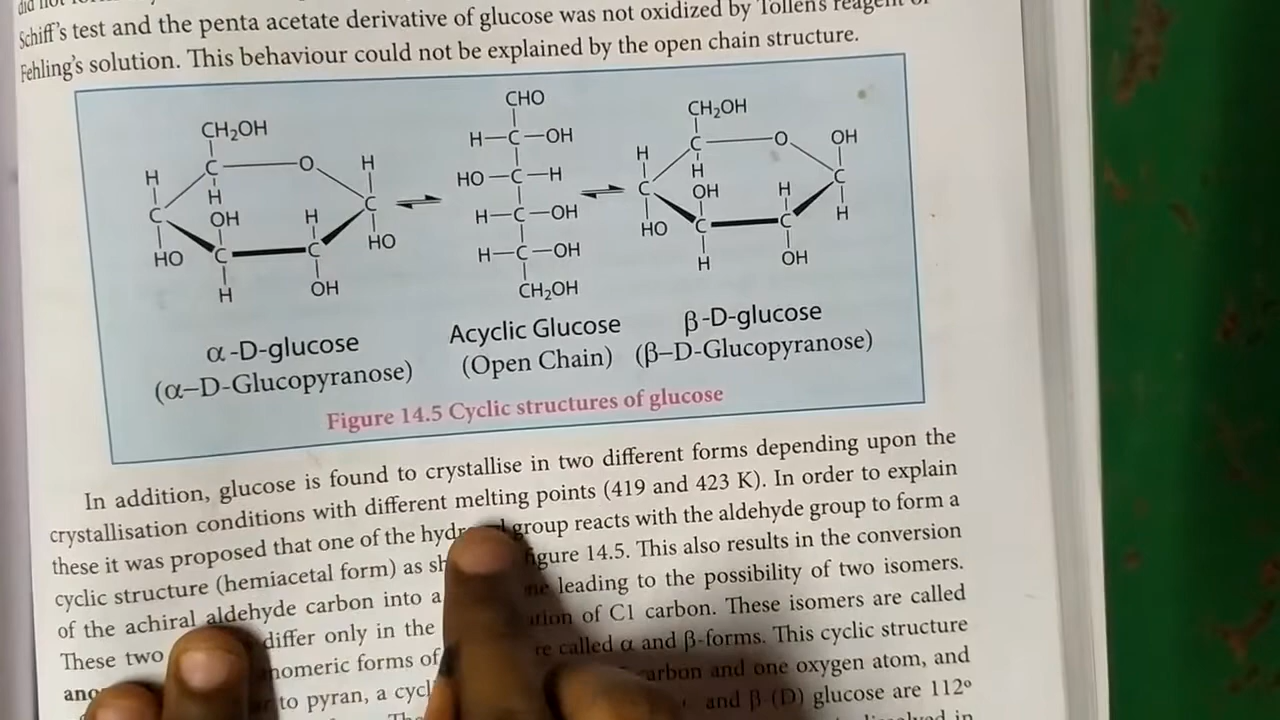 Schiff's test and the penta acetate derivative of glucose was not oxidized by Tollen's reagent
Fehling's solution. This behaviour could not be explained by the open chain structure.
CH₂OH
C
O
H
H
C
H
C
OH
H
HO
C
C
HO
H
OH
CHO
H—C—OH
HO—C—H
H—C—OH
H—C—OH
CH₂OH
CH₂OH
C
O
OH
H
H
C
OH
H
C
HO
C
C
H
H
OH
α-D-glucose
(α–D-Glucopyranose)
Acyclic Glucose
(Open Chain)
β-D-glucose
(β–D-Glucopyranose)
Figure 14.5 Cyclic structures of glucose
In addition, glucose is found to crystallise in two different forms depending upon the
crystallisation conditions with different melting points (419 and 423 K). In order to explain
these it was proposed that one of the group reacts with the aldehyde group to form a
cyclic structure (hemiacetal form) as figure 14.5. This also results in the conversion
of the achiral aldehyde carbon into a leading to the possibility of two isomers.
These two differ only in the of C1 carbon. These isomers are called
forms of called α and β-forms. This cyclic structure
to pyran, a carbon and one oxygen atom, and
and β (D) glucose are 112°
in